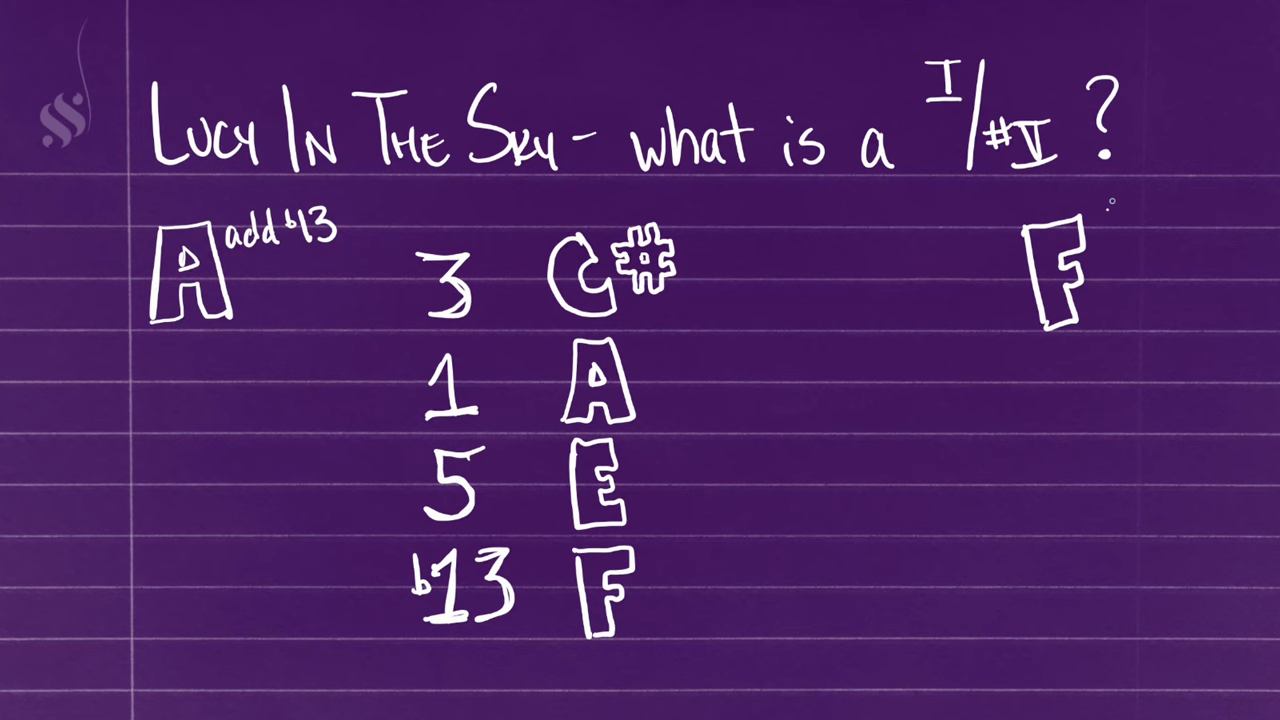 Lucy In The Sky - what is a I/#V ?
A add b13 3 C# F
1 A
5 E
b13 F